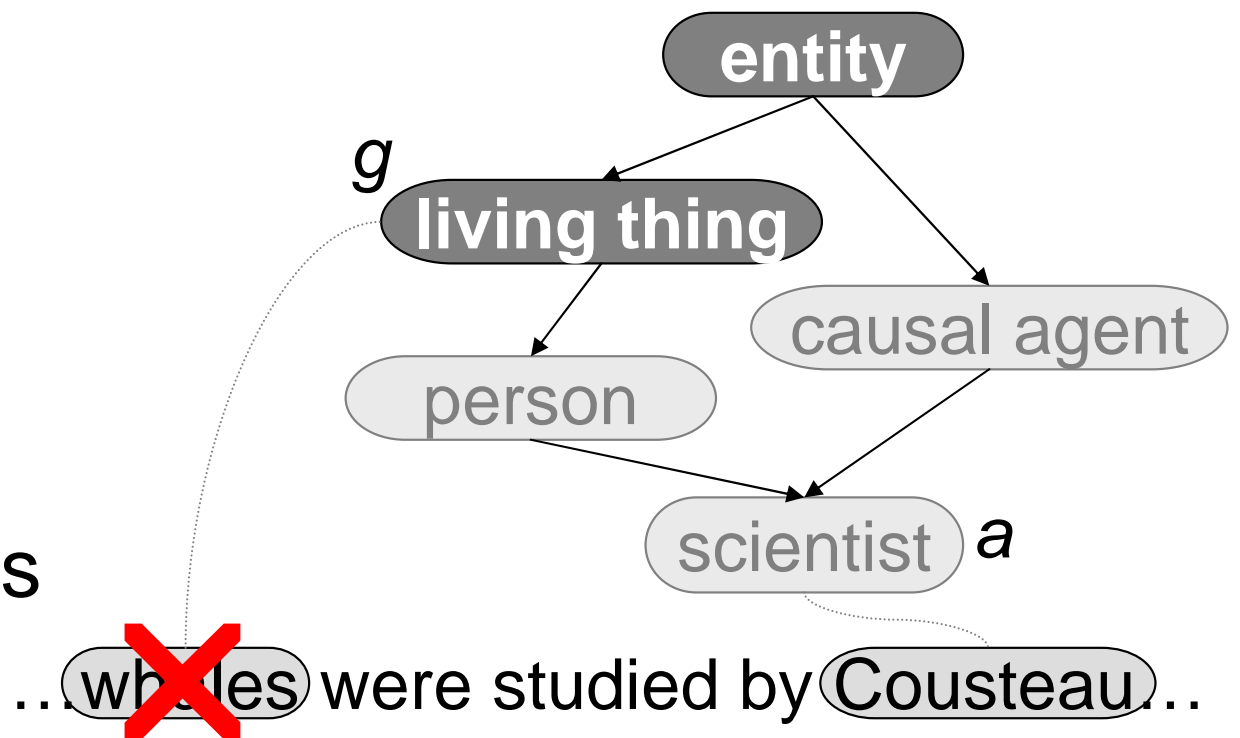 entity
g
living thing
causal agent
person
scientist a
s
…whales were studied by Cousteau…